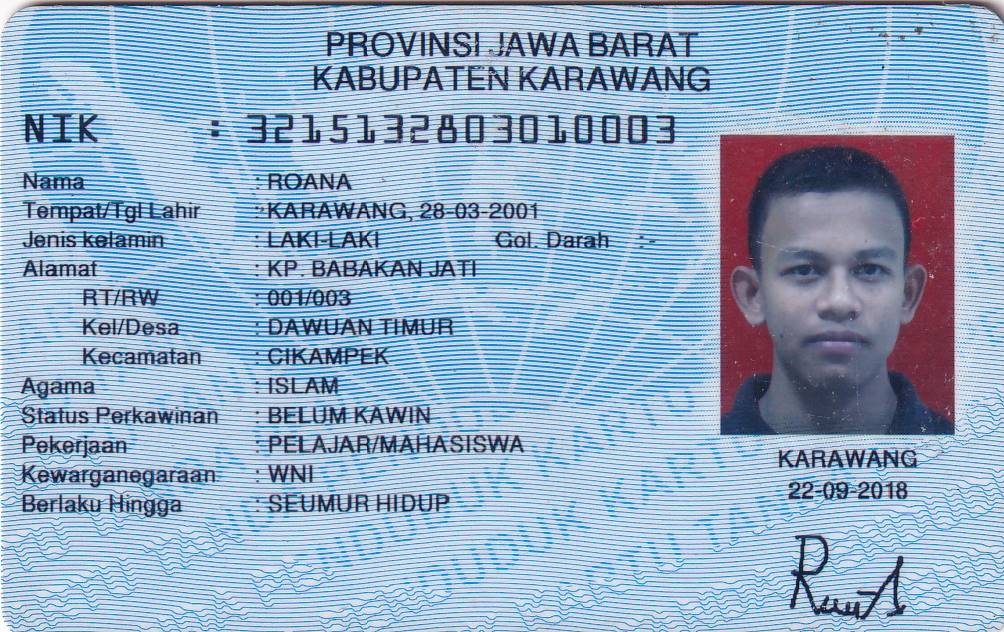 PROVINSI JAWA BARAT
KABUPATEN KARAWANG
NIK : 3215132803010003
Nama : ROANA
Tempat/Tgl Lahir : KARAWANG, 28-03-2001
Jenis kelamin : LAKI-LAKI Gol. Darah :-
Alamat : KP. BABAKAN JATI
RT/RW : 001/003
Kel/Desa : DAWUAN TIMUR
Kecamatan : CIKAMPEK
Agama : ISLAM
Status Perkawinan : BELUM KAWIN
Pekerjaan : PELAJAR/MAHASISWA
Kewarganegaraan : WNI
Berlaku Hingga : SEUMUR HIDUP
KARAWANG
22-09-2018